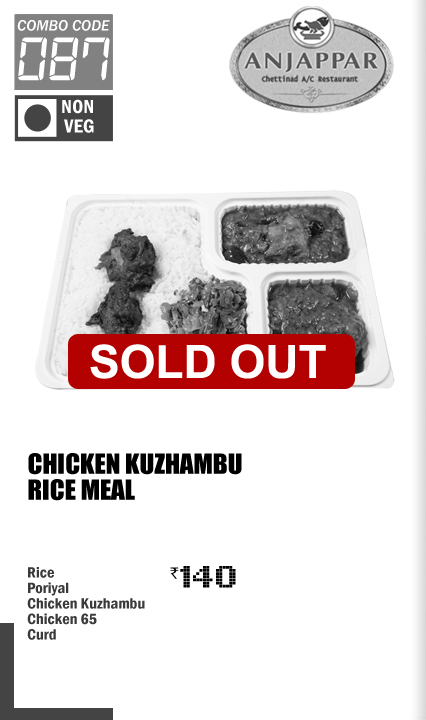 COMBO CODE
087
NON
VEG
ANJAPPAR
Chettinad A/C Restaurant
SOLD OUT
CHICKEN KUZHAMBU
RICE MEAL
₹140
Rice
Poriyal
Chicken Kuzhambu
Chicken 65
Curd